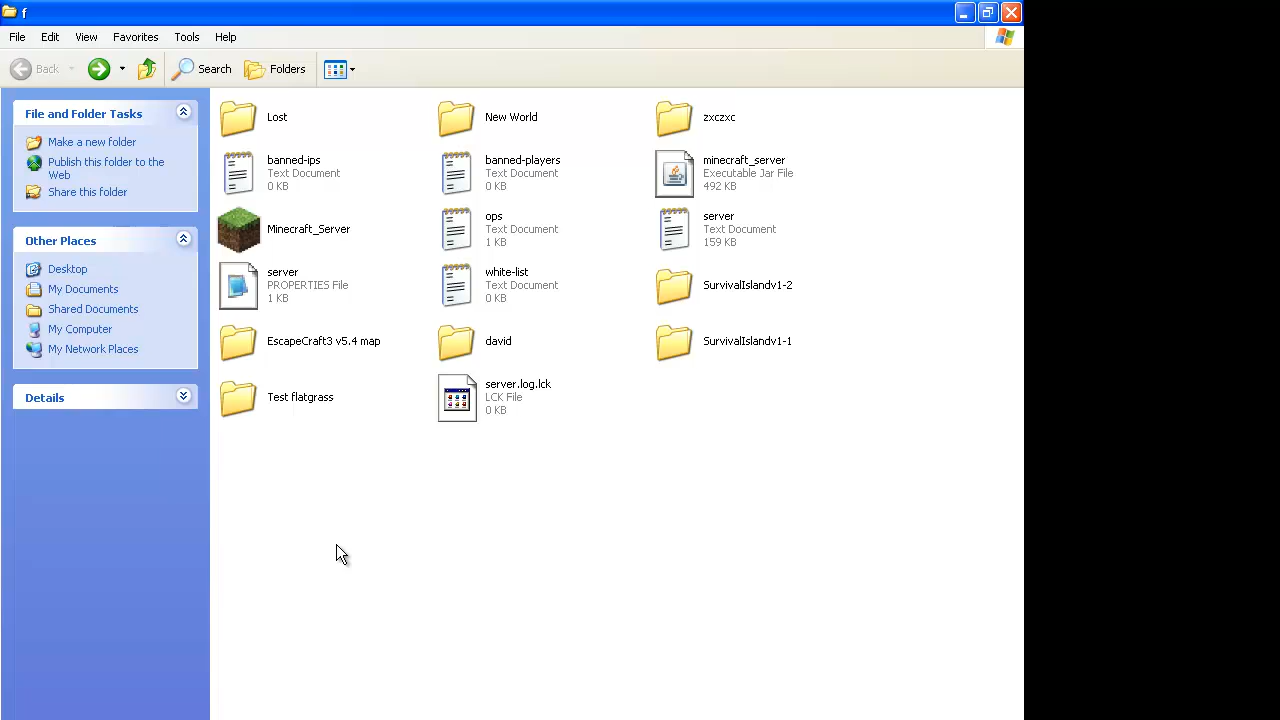 f
File Edit View Favorites Tools Help
Back Search Folders
File and Folder Tasks
Make a new folder
Publish this folder to the
Web
Share this folder
Other Places
Desktop
My Documents
Shared Documents
My Computer
My Network Places
Details
Lost
New World
zxczxc
banned-ips
Text Document
0 KB
banned-players
Text Document
0 KB
minecraft_server
Executable Jar File
492 KB
Minecraft_Server
ops
Text Document
1 KB
server
Text Document
159 KB
server
PROPERTIES File
1 KB
white-list
Text Document
0 KB
SurvivalIslandv1-2
EscapeCraft3 v5.4 map
david
SurvivalIslandv1-1
Test flatgrass
server.log.lck
LCK File
0 KB